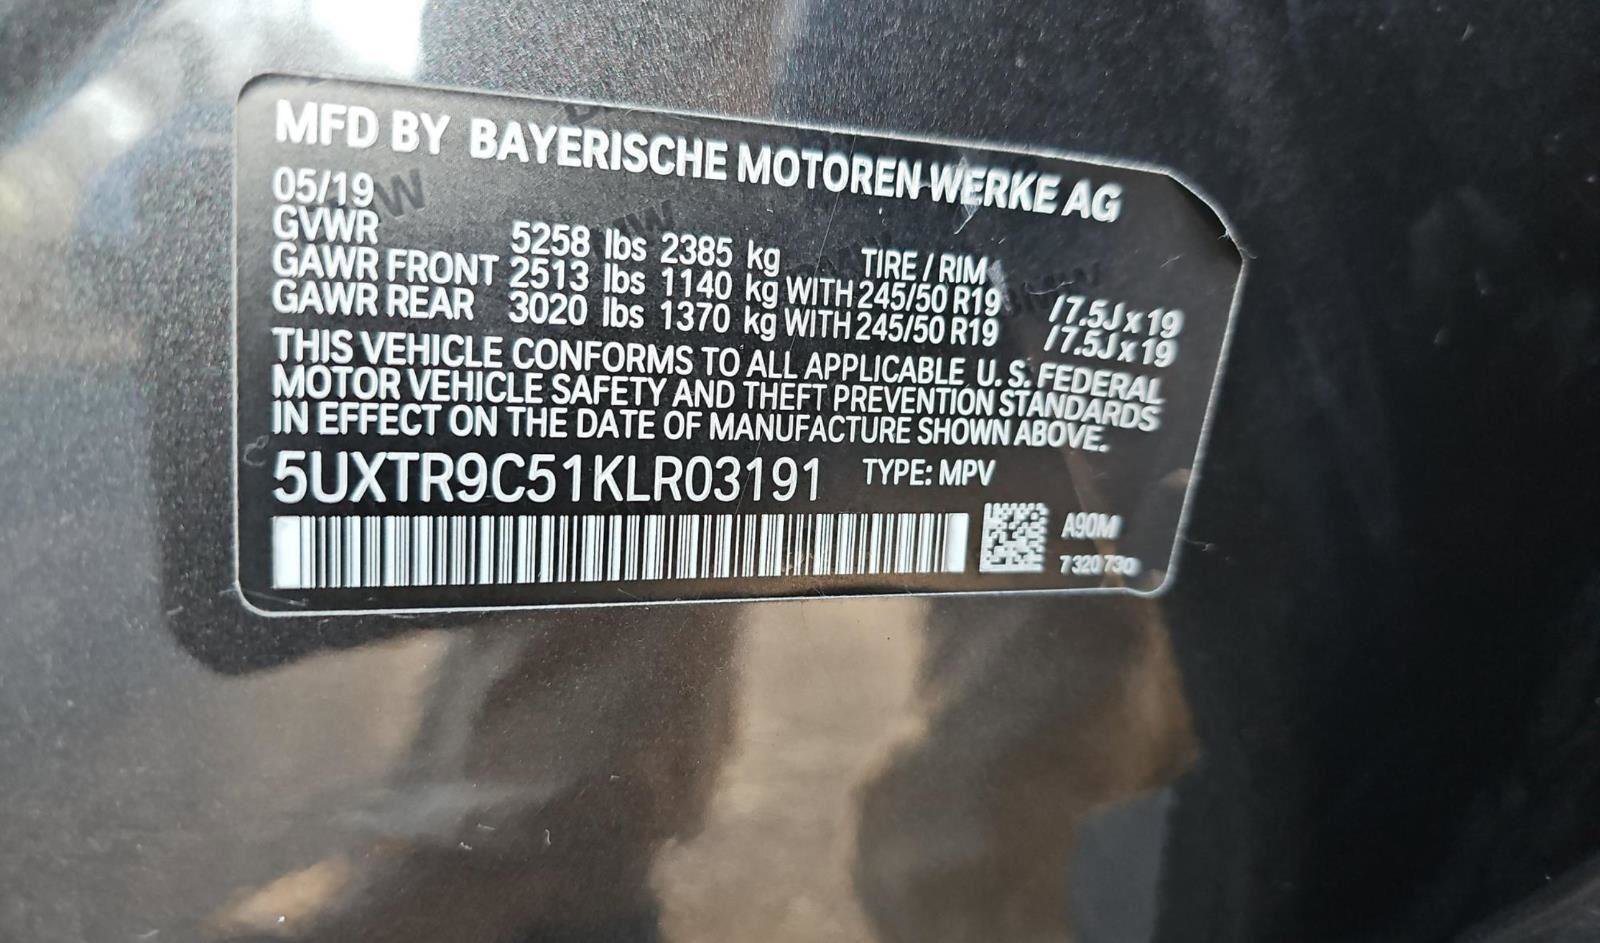 MFD BY BAYERISCHE MOTOREN WERKE AG
05/19
GVWR 5258 lbs 2385 kg TIRE / RIM
GAWR FRONT 2513 lbs 1140 kg WITH 245/50 R19 /7.5J x 19
GAWR REAR 3020 lbs 1370 kg WITH 245/50 R19 /7.5J x 19
THIS VEHICLE CONFORMS TO ALL APPLICABLE U. S. FEDERAL
MOTOR VEHICLE SAFETY AND THEFT PREVENTION STANDARDS
IN EFFECT ON THE DATE OF MANUFACTURE SHOWN ABOVE.
5UXTR9C51KLR03191 TYPE: MPV
A90M
7 320 730